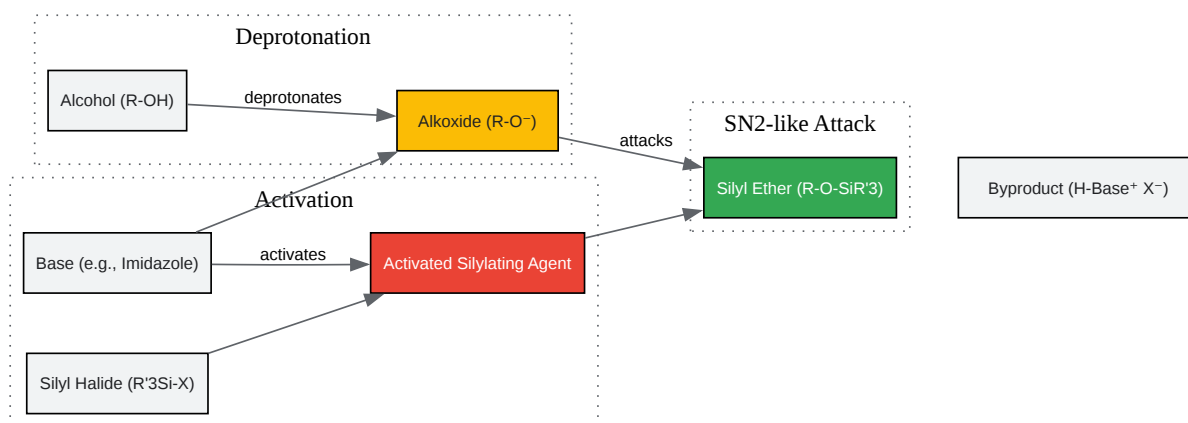 Deprotonation
Alcohol (R-OH)
deprotonates
Alkoxide (R-O⁻)
attacks
SN2-like Attack
Silyl Ether (R-O-SiR'3)
Byproduct (H-Base⁺ X⁻)
Activation
Base (e.g., Imidazole)
activates
Activated Silylating Agent
Silyl Halide (R'3Si-X)